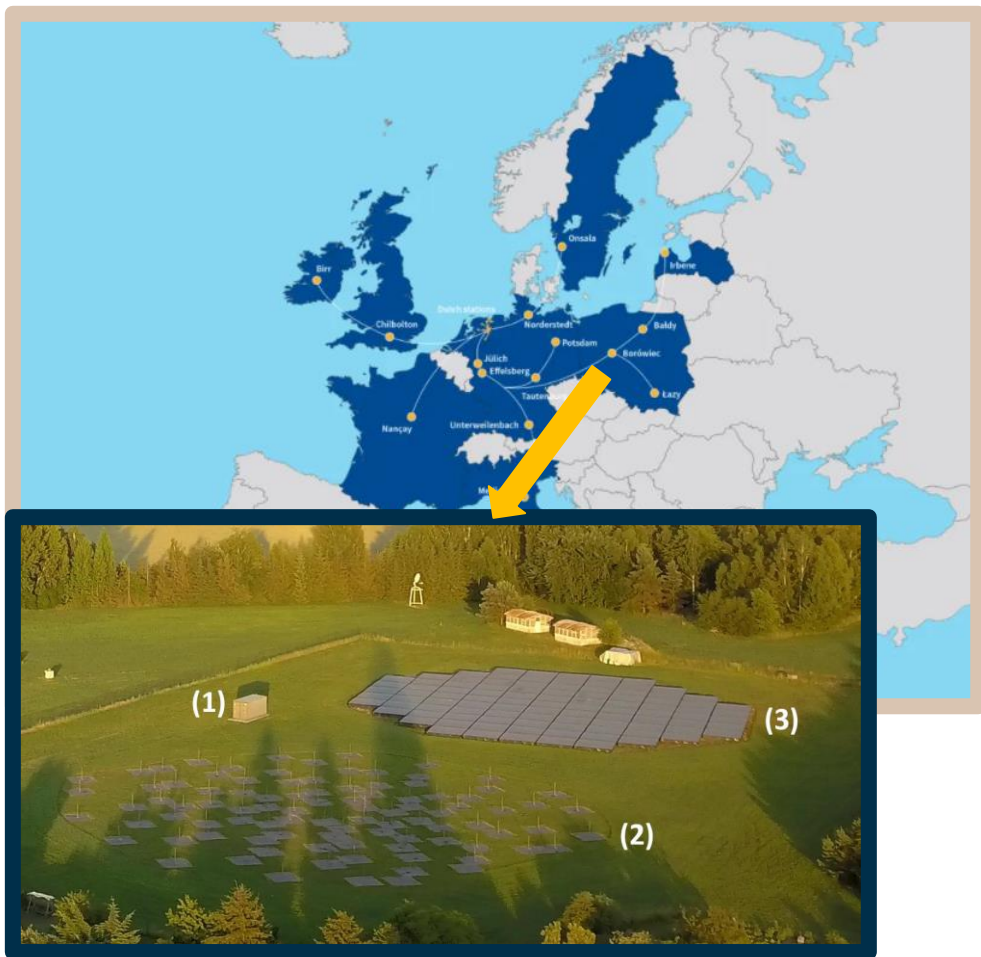 Onsala
Irbene
Birr
Dutch stations
Chilbolton
Norderstedt
Bałdy
Potsdam
Borówiec
Jülich
Effelsberg
Łazy
Nançay
Unterweilenbach
(1)
(3)
(2)